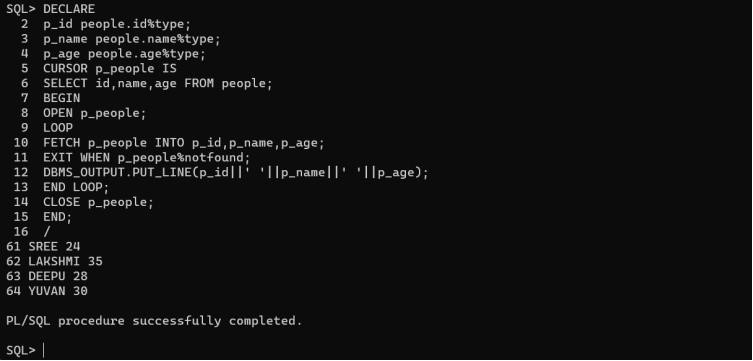 SQL> DECLARE
  2  p_id people.id%type;
  3  p_name people.name%type;
  4  p_age people.age%type;
  5  CURSOR p_people IS
  6  SELECT id,name,age FROM people;
  7  BEGIN
  8  OPEN p_people;
  9  LOOP
 10  FETCH p_people INTO p_id,p_name,p_age;
 11  EXIT WHEN p_people%notfound;
 12  DBMS_OUTPUT.PUT_LINE(p_id||' '||p_name||' '||p_age);
 13  END LOOP;
 14  CLOSE p_people;
 15  END;
 16  /
61 SREE 24
62 LAKSHMI 35
63 DEEPU 28
64 YUVAN 30
PL/SQL procedure successfully completed.
SQL>